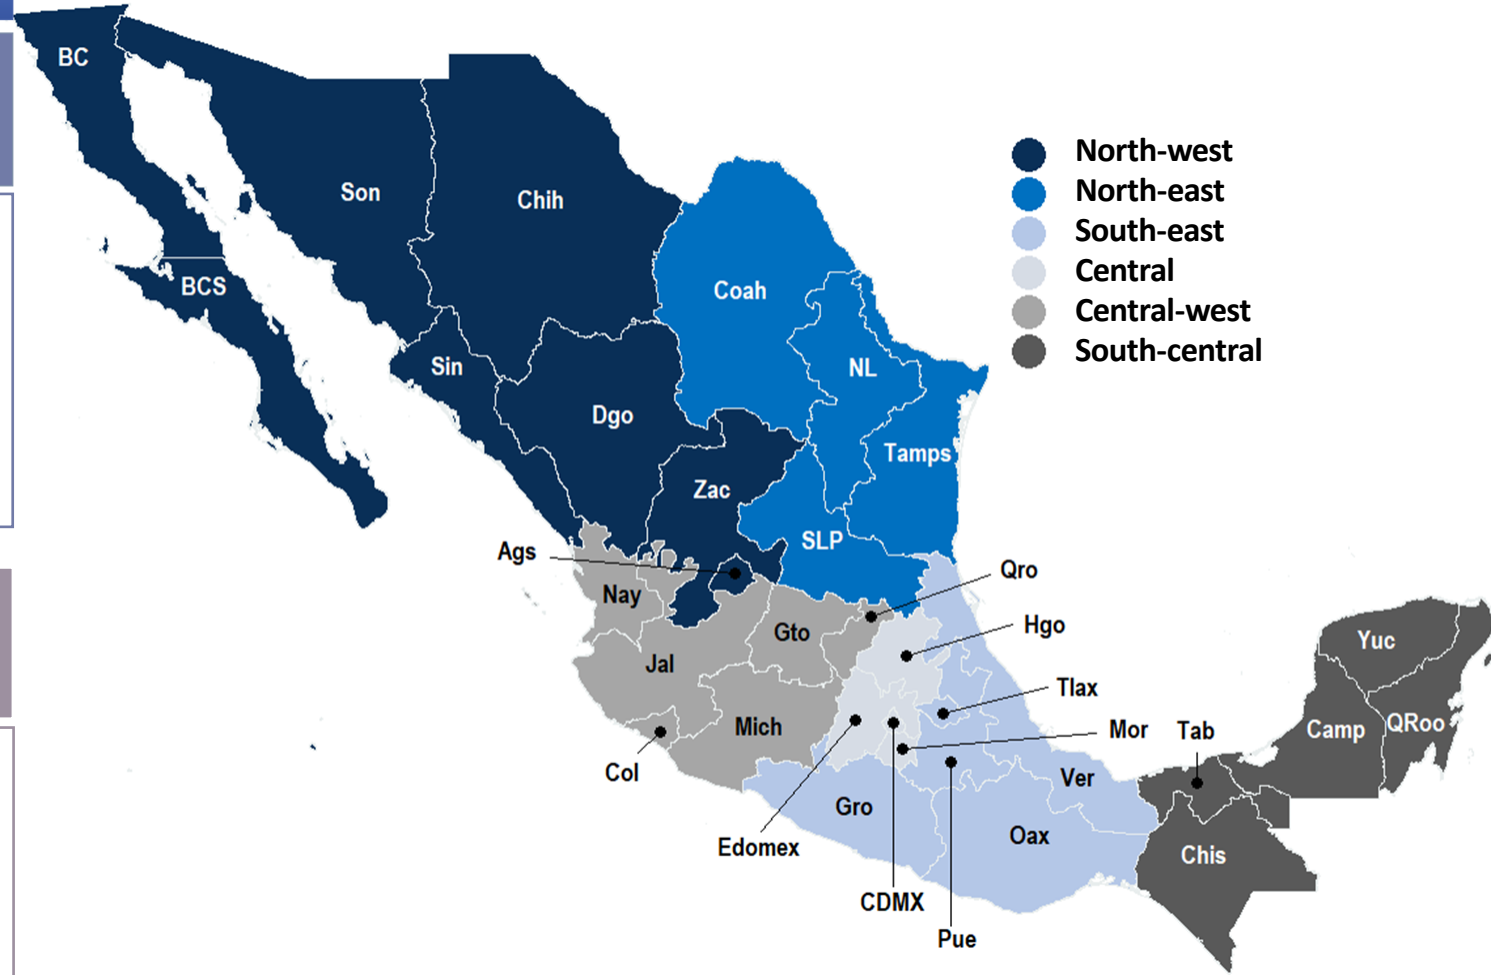 BC
North-west
North-east
Son
Chih
South-east
Central
BCS
Coah
Central-west
South-central
Sin
NL
Dgo
Tamps
Zac
SLP
Ags
Qro
Nay
Hgo
Gto
Yuc
Jal
Tlax
Mich
Mor
Tab
Camp
QRoo
Col
Ver
Gro
Edomex
Oax
Chis
CDMX
Pue